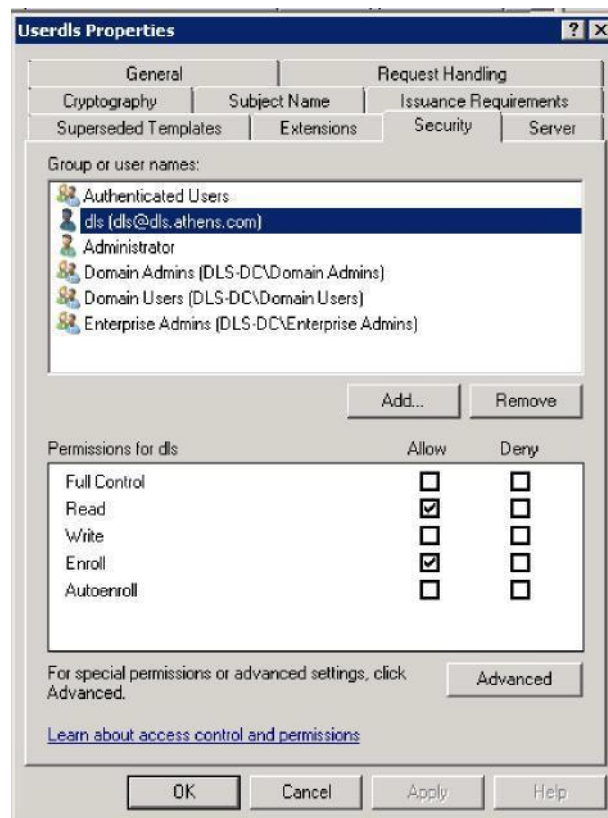 Userdls Properties
General Request Handling
Cryptography Subject Name Issuance Requirements
Superseded Templates Extensions Security Server
Group or user names:
Authenticated Users
dls (dls@dls.athens.com)
Administrator
Domain Admins (DLS-DC\Domain Admins)
Domain Users (DLS-DC\Domain Users)
Enterprise Admins (DLS-DC\Enterprise Admins)
Add... Remove
Permissions for dls Allow Deny
Full Control
Read
Write
Enroll
Autoenroll
For special permissions or advanced settings, click
Advanced.
Advanced
Learn about access control and permissions
OK Cancel Apply Help